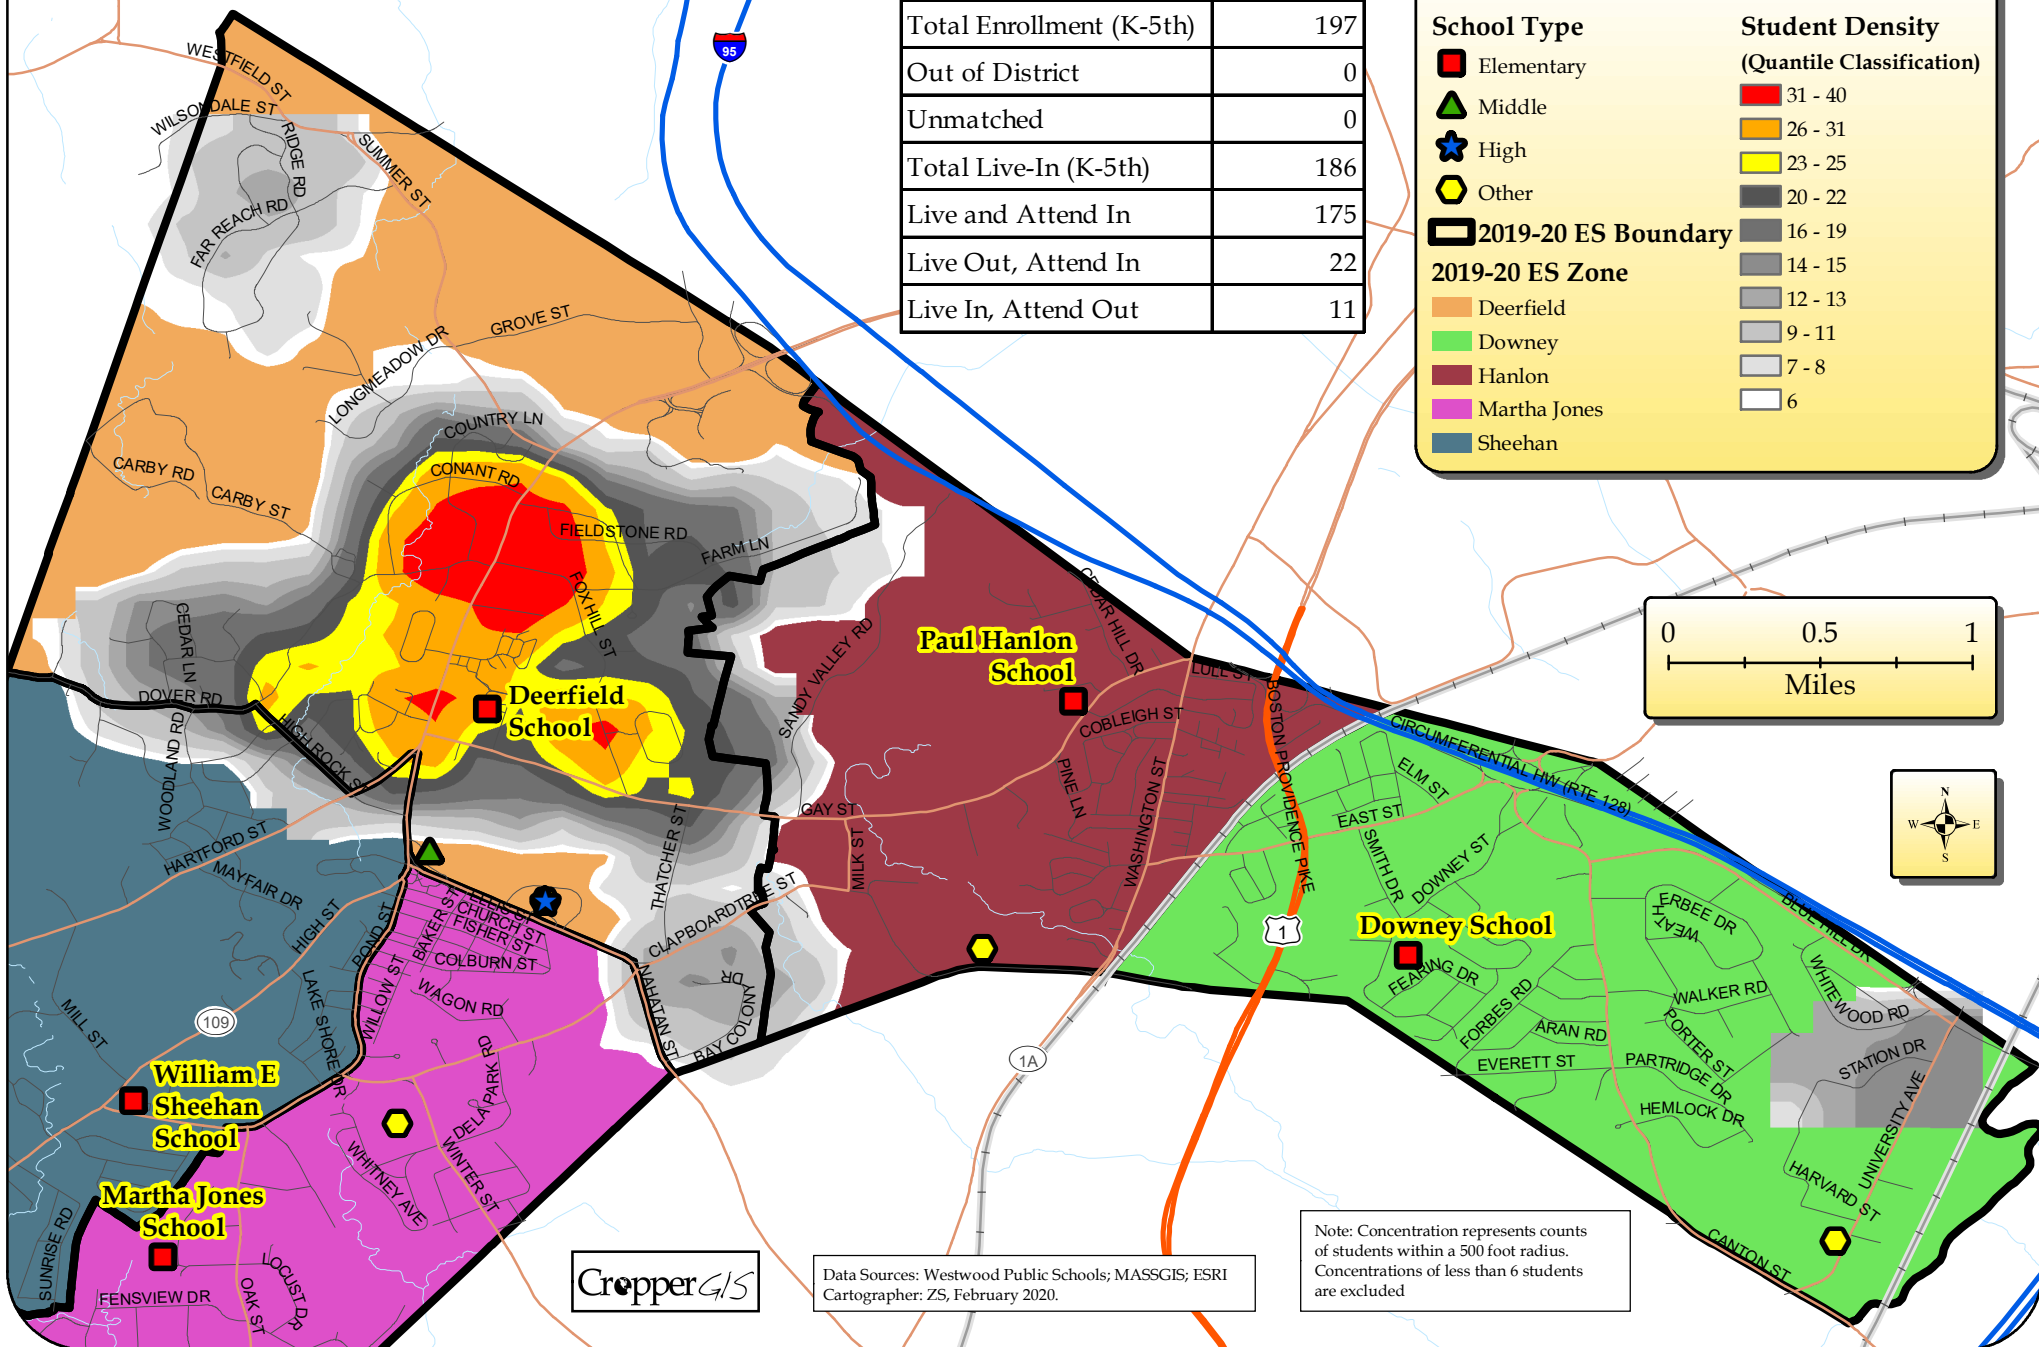 Total Enrollment (K-5th) 197
Out of District 0
Unmatched 0
Total Live-In (K-5th) 186
Live and Attend In 175
Live Out, Attend In 22
Live In, Attend Out 11
School Type
Elementary
Middle
High
Other
2019-20 ES Boundary
2019-20 ES Zone
Deerfield
Downey
Hanlon
Martha Jones
Sheehan
Student Density
(Quantile Classification)
31 - 40
26 - 31
23 - 25
20 - 22
16 - 19
14 - 15
12 - 13
9 - 11
7 - 8
6
95
WESTFIELD ST
WILSONDALE ST
RIDGE RD
SUMMER ST
FAR REACH RD
GROVE ST
LONGMEADOW DR
COUNTRY LN
CONANT RD
CARBY RD
CARBY ST
FIELDSTONE RD
FARM LN
FOX HILL ST
CEDAR LN
DOVER RD
HIGH ROCK ST
WOODLAND RD
Deerfield
School
SANDY VALLEY RD
Paul Hanlon
School
CEDAR HILL DR
LULL ST
COBLEIGH ST
PINE LN
WASHINGTON ST
BOSTON PROVIDENCE PIKE
GAY ST
MILK ST
THATCHER ST
CLAPBOARDTREE ST
HARTFORD ST
MAYFAIR DR
HIGH ST
POND ST
BAKER ST
ELLIS ST
CHURCH ST
FISHER ST
COLBURN ST
WAGON RD
WILLOW ST
LAKE SHORE DR
MILL ST
109
NAHATAN ST
BAY COLONY
DR
DELA PARK RD
WINTER ST
WHITNEY AVE
William E
Sheehan
School
Martha Jones
School
SUNRISE RD
FENSVIEW DR
OAK ST
LOCUST DR
1A
1
CIRCUMFERENTIAL HW (RTE 128)
ELM ST
EAST ST
SMITH DR
DOWNEY ST
Downey School
FEARING DR
FORBES RD
ARAN RD
EVERETT ST
ERBEE DR
WEAT
H
WALKER RD
PORTER ST
PARTRIDGE DR
HEMLOCK DR
BLUE HILL DR
WHITEWOOD RD
STATION DR
UNIVERSITY AVE
HARVARD ST
CANTON ST
0 0.5 1
Miles
N
W E
S
Cropper GIS
Data Sources: Westwood Public Schools; MASSGIS; ESRI
Cartographer: ZS, February 2020.
Note: Concentration represents counts
of students within a 500 foot radius.
Concentrations of less than 6 students
are excluded